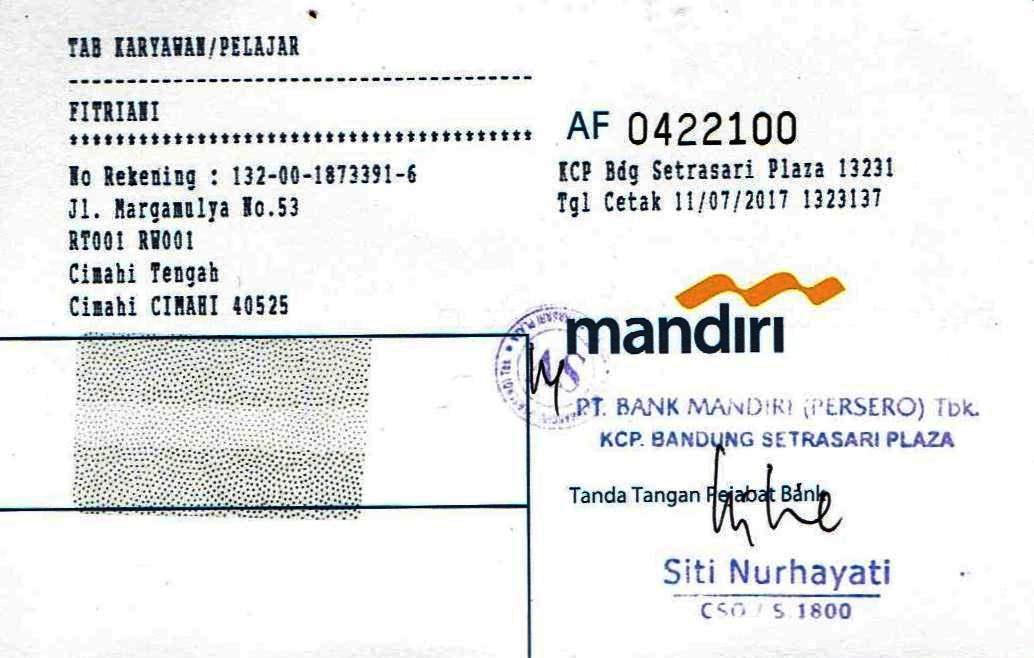 TAB KARYAWAN/PELAJAR
----------------------------------------
FITRIANI
****************************************
No Rekening : 132-00-1873391-6
Jl. Margamulya No.53
RT001 RW001
Cimahi Tengah
Cimahi CIMAHI 40525
AF 0422100
KCP Bdg Setrasari Plaza 13231
Tgl Cetak 11/07/2017 1323137
mandırı
PT. BANK MANDIRI (PERSERO) Tbk.
KCP. BANDUNG SETRASARI PLAZA
Tanda Tangan Pejabat Bank
Siti Nurhayati
CSO / S.1800